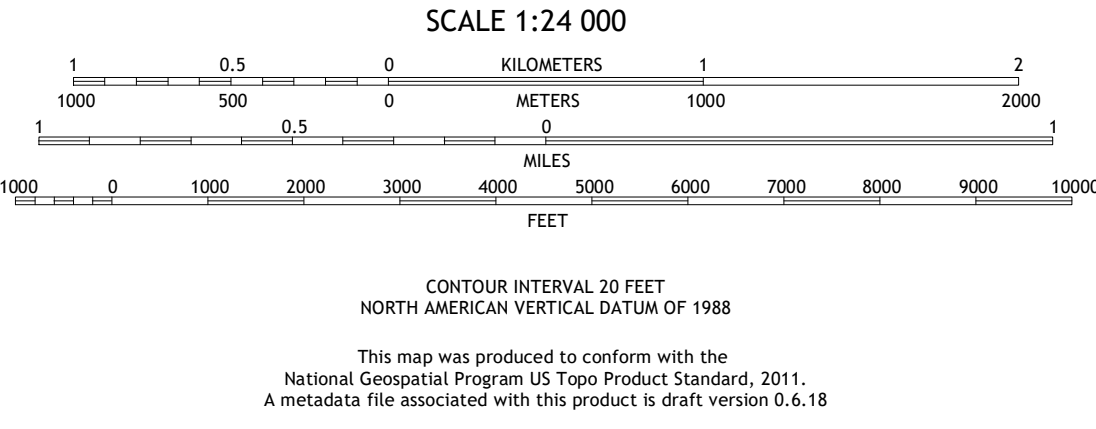 SCALE 1:24 000
1 0.5 0 KILOMETERS 1 2
1000 500 0 METERS 1000 2000
1 0.5 0 1
MILES
1000 0 1000 2000 3000 4000 5000 6000 7000 8000 9000 10000
FEET
CONTOUR INTERVAL 20 FEET
NORTH AMERICAN VERTICAL DATUM OF 1988
This map was produced to conform with the
National Geospatial Program US Topo Product Standard, 2011.
A metadata file associated with this product is draft version 0.6.18